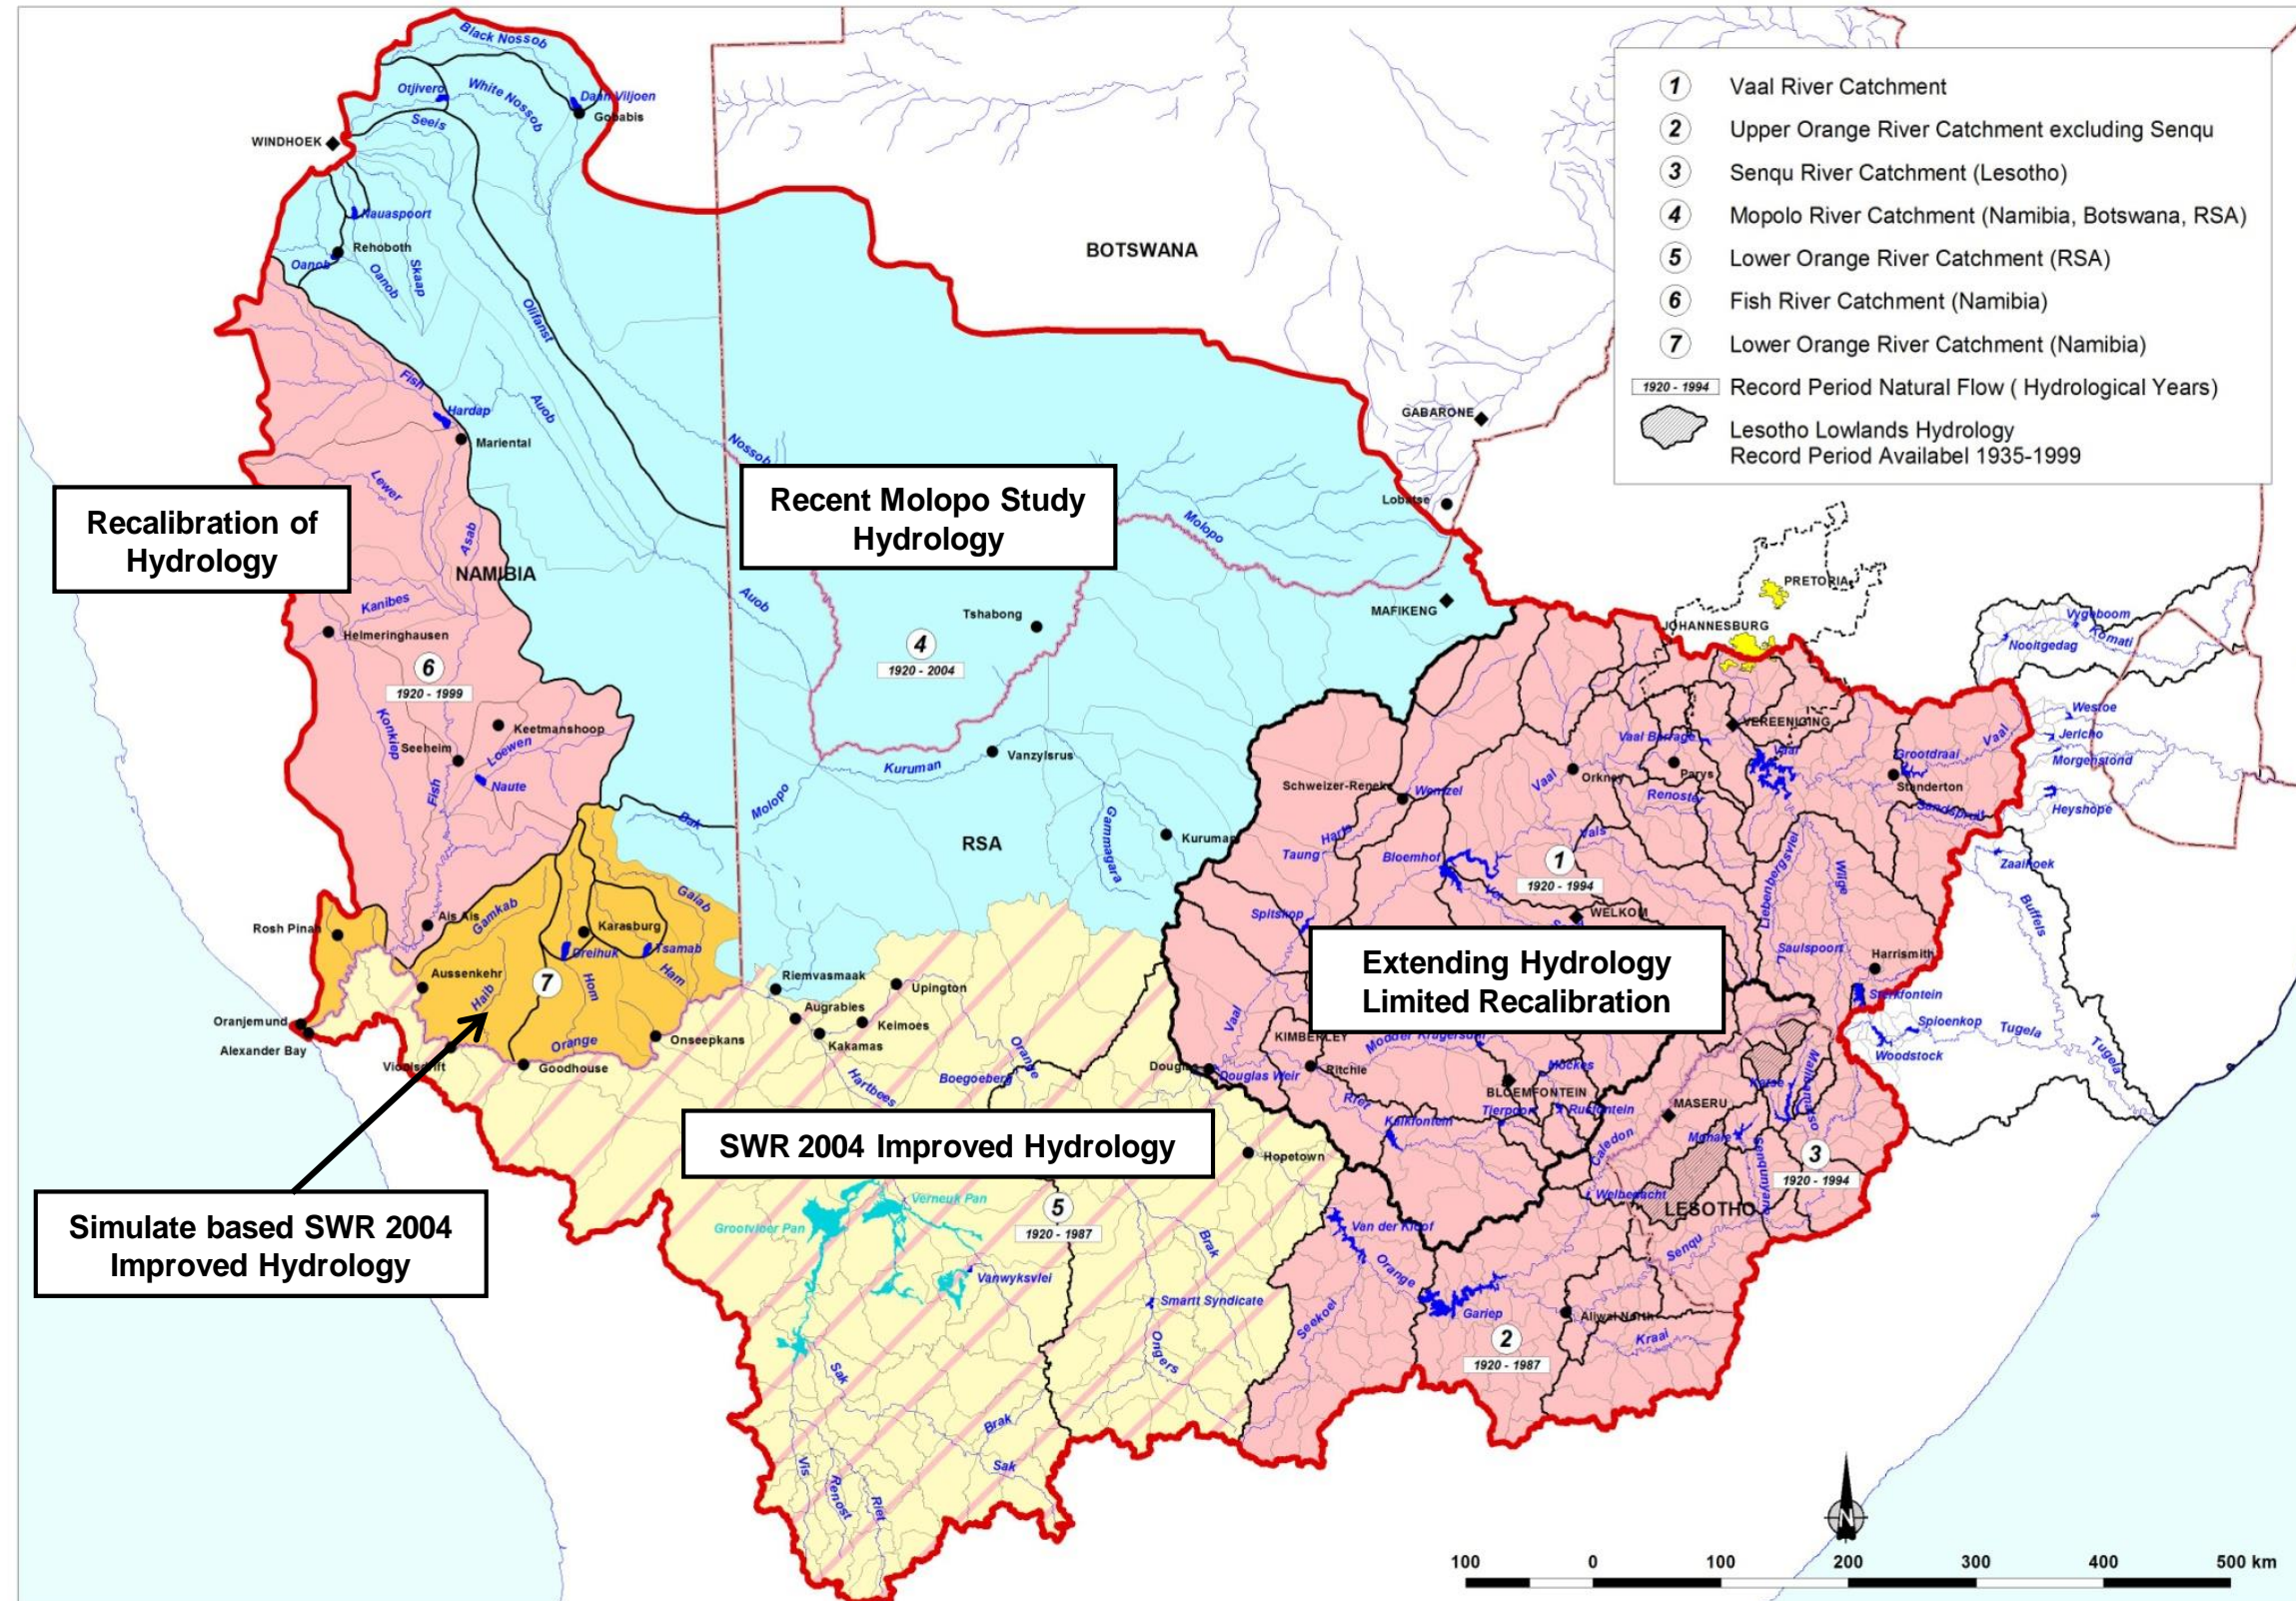 Black Nossob
Otjivero
White Nossob
Daan Viljoen
Gobabis
Seeis
WINDHOEK
Nauaspoort
Rehoboth
Oanob
Oanob
Skaap
Olifanst
BOTSWANA
1 Vaal River Catchment
2 Upper Orange River Catchment excluding Senqu
3 Senqu River Catchment (Lesotho)
4 Mopolo River Catchment (Namibia, Botswana, RSA)
5 Lower Orange River Catchment (RSA)
6 Fish River Catchment (Namibia)
7 Lower Orange River Catchment (Namibia)
1920 - 1994 Record Period Natural Flow ( Hydrological Years)
Lesotho Lowlands Hydrology
Record Period Availabel 1935-1999
Fish
Hardap
Mariental
Auob
Nossob
GABARONE
Lobatse
Molopo
Recalibration of
Hydrology
Recent Molopo Study
Hydrology
Lewer
Asab
NAMIBIA
Kanibes
Helmeringhausen
6
1920 - 1999
Auob
Tshabong
4
1920 - 2004
MAFIKENG
PRETORIA
JOHANNESBURG
Vygeboom
Komati
Nooitgedag
Westoe
Jericho
Morgenstond
Heyshope
Zaaihoek
Buffels
Konkiep
Keetmanshoop
Seeheim
Loewen
Naute
Fish
Vanzylsrus
Kuruman
Molopo
Bak
RSA
Gammagara
Kuruman
Schweizer-Reneke
Wentzel
Harts
Taung
Vaal
Orkney
Vaal Barrage
Parys
VEREENIGING
Vaal
Renoster
Grootdraai
Vaal
Standerton
Sandspruit
Vals
Bloemhof
1
1920 - 1994
Vet
WELKOM
Liebenbergsvlei
Wilge
Saulspoort
Harrismith
Sterkfontein
Spioenkop
Tugela
Tugela
Woodstock
Spitskop
Extending Hydrology
Limited Recalibration
Rosh Pinah
Ais Ais
Gamkab
Karasburg
Gaiab
Dreihuk
Tsamab
Ham
Hom
Aussenkehr
Haib
7
Oranjemund
Alexander Bay
Vioolsdrift
Goodhouse
Orange
Onseepkans
Riemvasmaak
Augrabies
Upington
Keimoes
Kakamas
Hartbees
Boegoeberg
Orange
Vaal
Douglas
Douglas Weir
KIMBERLEY
Ritchie
Modder
Krugersdrift
Mockes
BLOEMFONTEIN
Riet
Tierpoort
Rustfontein
Kalkfontein
MASERU
Caledon
Katse
Malibamatso
Mohale
Senqunyane
3
1920 - 1994
Welbedacht
LESOTHO
Senqu
SWR 2004 Improved Hydrology
Hopetown
Simulate based SWR 2004
Improved Hydrology
Grootvloer Pan
Verneuk Pan
5
1920 - 1987
Vanwyksvlei
Brak
Smartt Syndicate
Ongers
Van der Kloof
Orange
Seekoei
Gariep
Aliwal North
Kraai
2
1920 - 1987
Sak
Brak
Sak
Vis
Renost
Riet
N
100 0 100 200 300 400 500 km